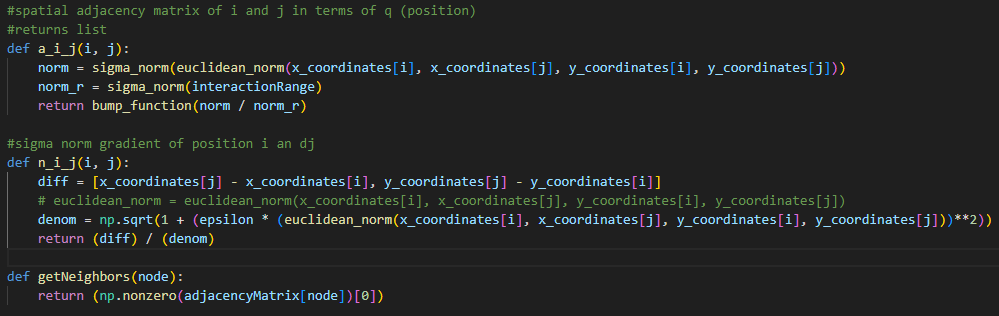 #spatial adjacency matrix of i and j in terms of q (position)
#returns list
def a_i_j(i, j):
    norm = sigma_norm(euclidean_norm(x_coordinates[i], x_coordinates[j], y_coordinates[i], y_coordinates[j]))
    norm_r = sigma_norm(interactionRange)
    return bump_function(norm / norm_r)

#sigma norm gradient of position i an dj
def n_i_j(i, j):
    diff = [x_coordinates[j] - x_coordinates[i], y_coordinates[j] - y_coordinates[i]]
    # euclidean_norm = euclidean_norm(x_coordinates[i], x_coordinates[j], y_coordinates[i], y_coordinates[j])
    denom = np.sqrt(1 + (epsilon * (euclidean_norm(x_coordinates[i], x_coordinates[j], y_coordinates[i], y_coordinates[j]))**2))
    return (diff) / (denom)

def getNeighbors(node):
    return (np.nonzero(adjacencyMatrix[node])[0])